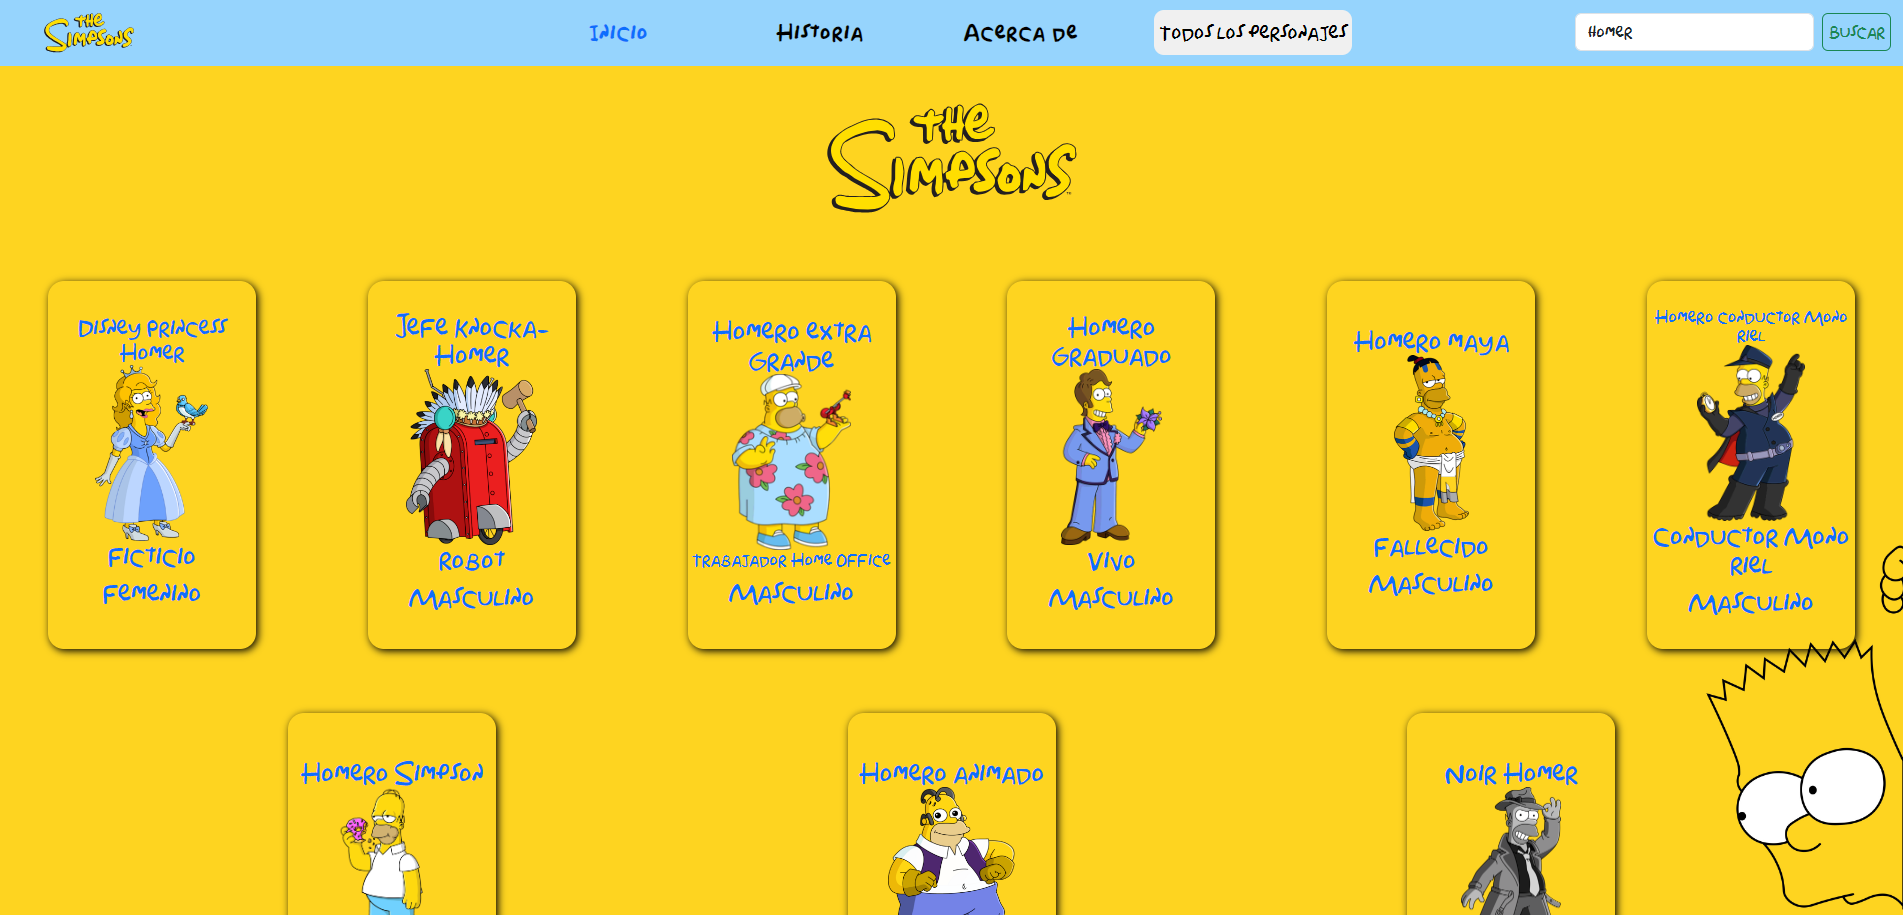 The Simpsons
Inicio
Historia
Acerca de
Todos los personajes
Homer
Buscar
The Simpsons
Disney princess
Homer
Ficticio
Femenino
Jefe Knocka-
Homer
Robot
Masculino
Homero extra
grande
Trabajador Home Office
Masculino
Homero
Graduado
Vivo
Masculino
Homero maya
Fallecido
Masculino
Homero Conductor Mono
riel
Conductor Mono
riel
Masculino
Homero Simpson
Homero animado
Noir Homer